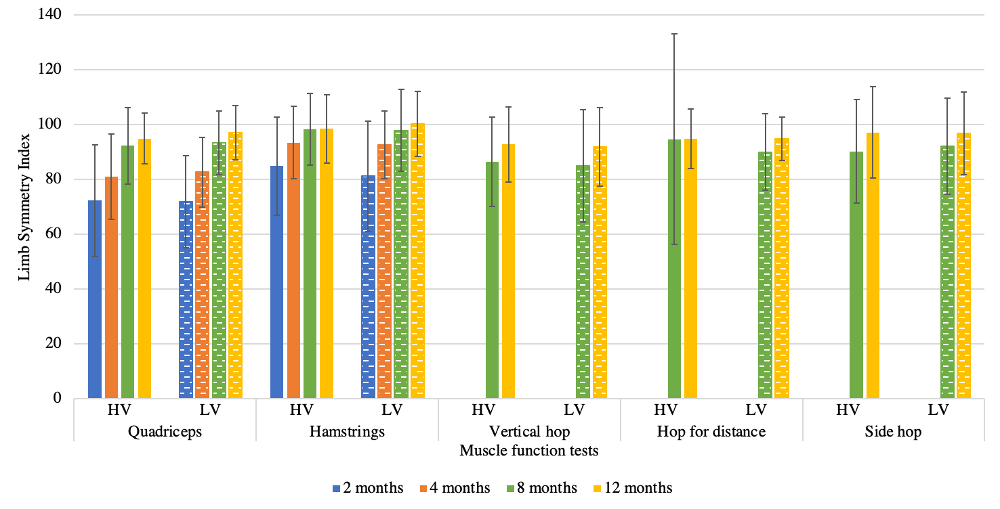 140
120
100
80
60
40
20
0
Limb Symmetry Index
HV LV HV LV HV LV HV LV HV LV
Quadriceps Hamstrings Vertical hop Hop for distance Side hop
Muscle function tests
2 months 4 months 8 months 12 months